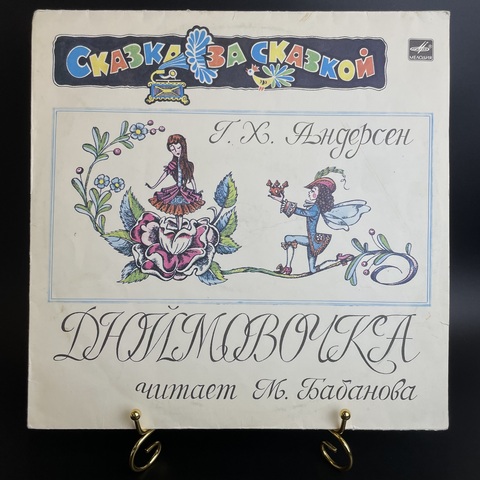 СКАЗКА ЗА СКАЗКОЙ
МЕЛОДИЯ
Г. Х. Андерсен
ДЮЙМОВОЧКА
читает М. Бабанова